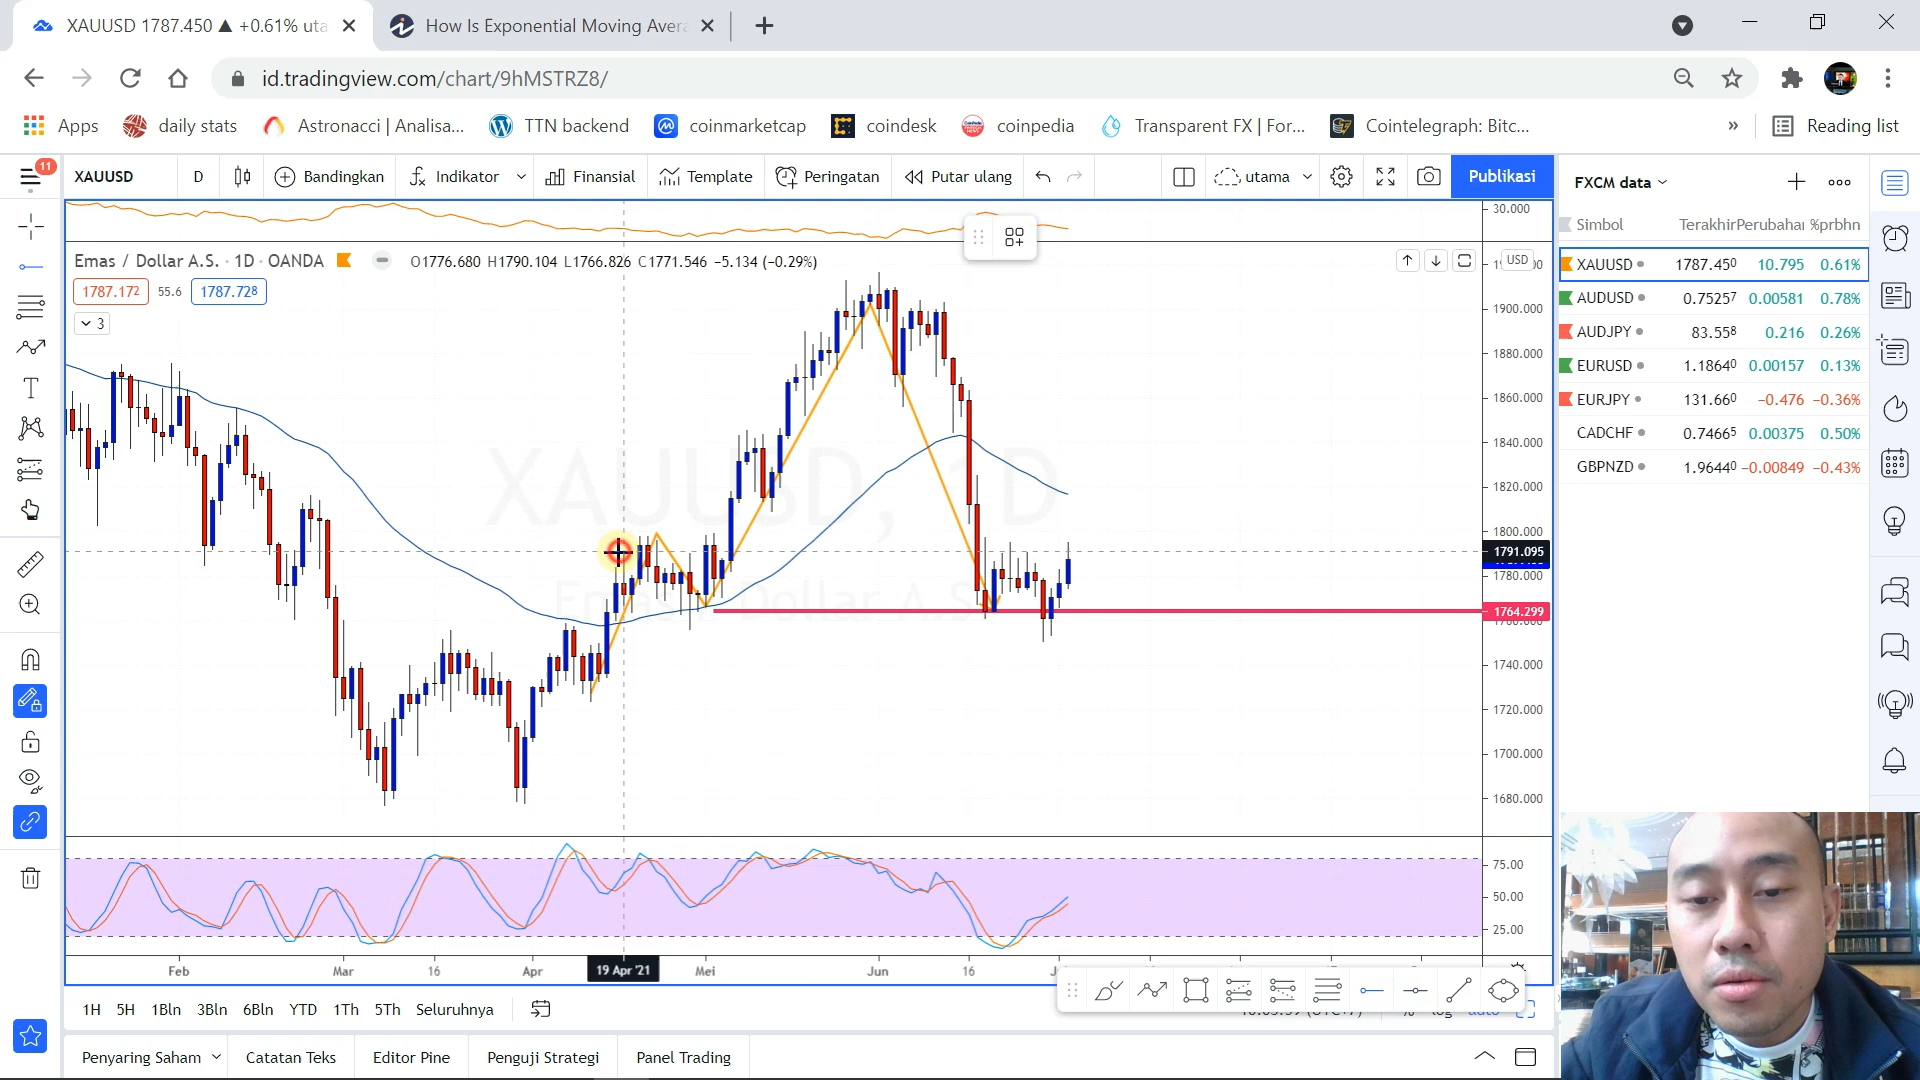 XAUUSD 1787.450 ▲ +0.61% uta
How Is Exponential Moving Avera
id.tradingview.com/chart/9hMSTRZ8/
Apps
daily stats
Astronacci | Analisa...
TTN backend
coinmarketcap
coindesk
coinpedia
Transparent FX | For...
Cointelegraph: Bitc...
»
Reading list
11
XAUUSD
D
Bandingkan
Indikator
Finansial
Template
Peringatan
Putar ulang
utama
Publikasi
FXCM data
30.000
Emas / Dollar A.S. · 1D · OANDA
O1776.680 H1790.104 L1766.826 C1771.546 −5.134 (−0.29%)
USD
1787.172
55.6
1787.728
3
XAUUSD, 1D
Emas / Dollar A.S.
1900.000
1880.000
1860.000
1840.000
1820.000
1800.000
1791.095
1780.000
1764.299
1740.000
1720.000
1700.000
1680.000
75.00
50.00
25.00
Feb
Mar
16
Apr
19 Apr '21
Mei
Jun
16
Simbol
Terakhir
Perubahan
%prbhn
XAUUSD 1787.450 10.795 0.61%
AUDUSD 0.75257 0.00581 0.78%
AUDJPY 83.558 0.216 0.26%
EURUSD 1.18640 0.00157 0.13%
EURJPY 131.660 −0.476 −0.36%
CADCHF 0.74665 0.00375 0.50%
GBPNZD 1.96440 −0.00849 −0.43%
1H 5H 1Bln 3Bln 6Bln YTD 1Th 5Th Seluruhnya
% log auto
Penyaring Saham
Catatan Teks
Editor Pine
Penguji Strategi
Panel Trading